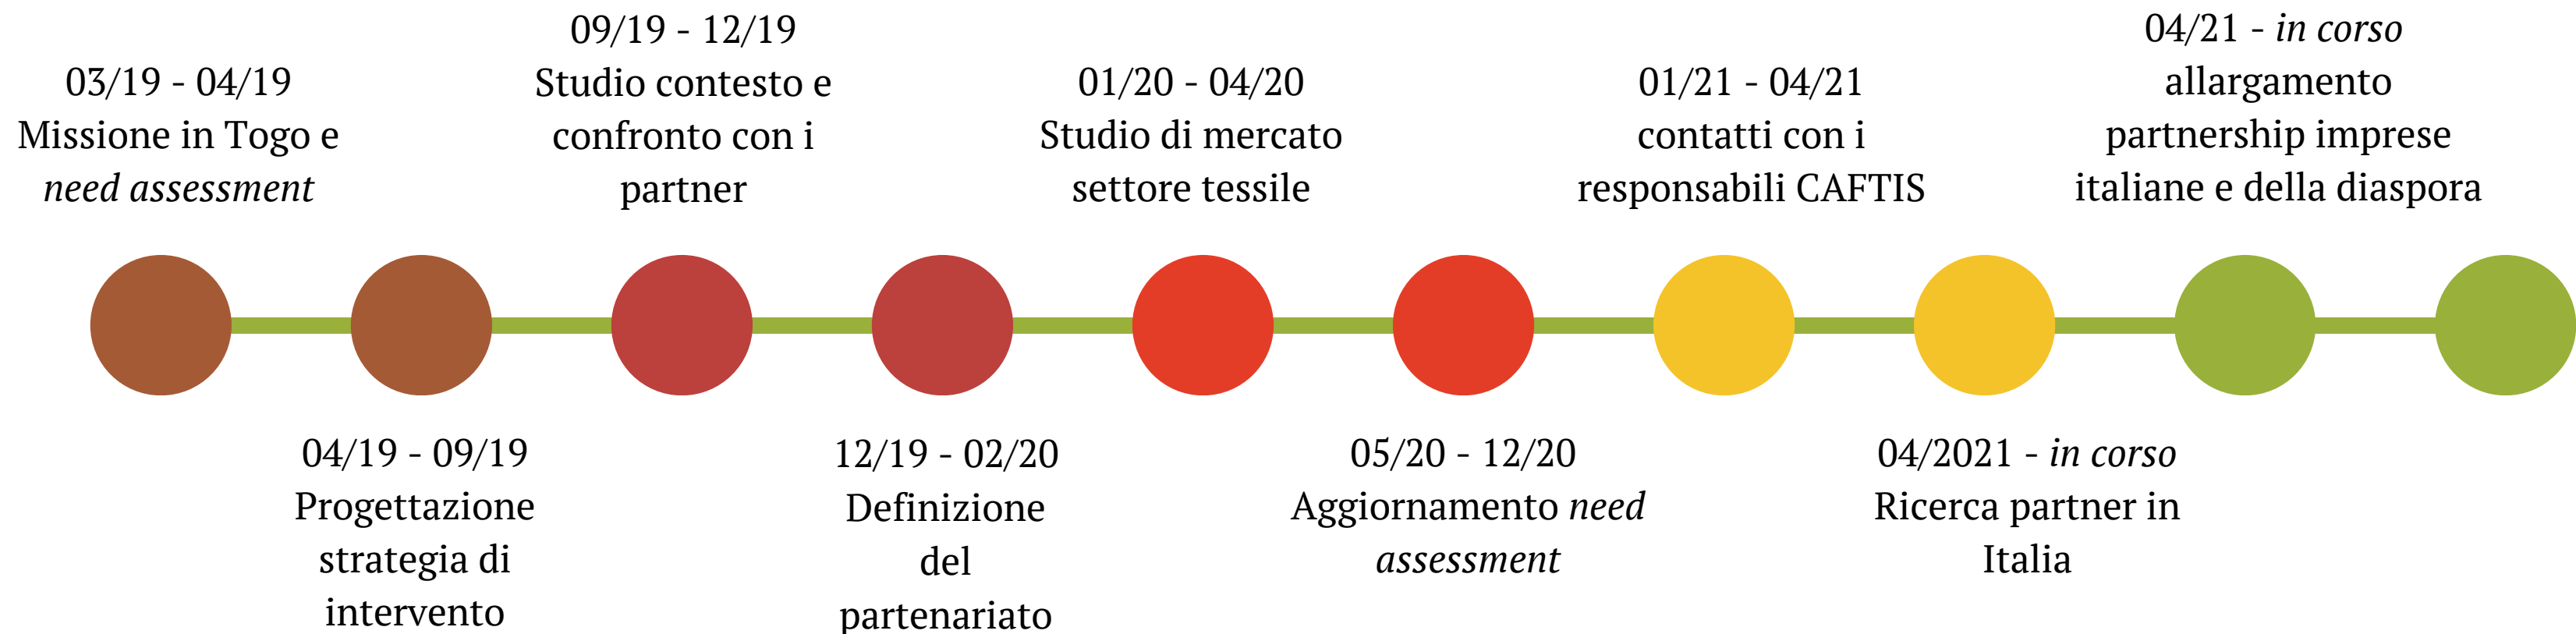 03/19 - 04/19
Missione in Togo e
need assessment
04/19 - 09/19
Progettazione
strategia di
intervento
09/19 - 12/19
Studio contesto e
confronto con i
partner
12/19 - 02/20
Definizione
del
partenariato
01/20 - 04/20
Studio di mercato
settore tessile
05/20 - 12/20
Aggiornamento need
assessment
01/21 - 04/21
contatti con i
responsabili CAFTIS
04/2021 - in corso
Ricerca partner in
Italia
04/21 - in corso
allargamento
partnership imprese
italiane e della diaspora